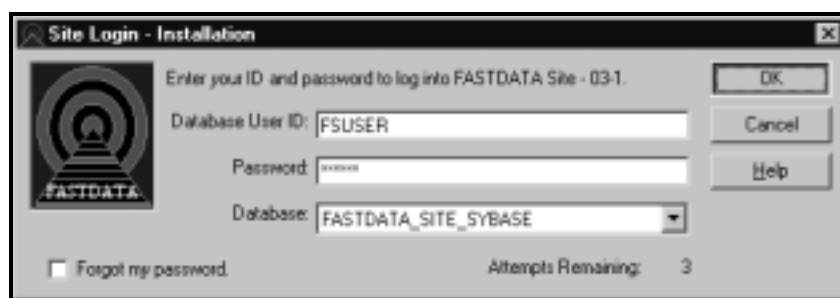 Site Login - Installation
Enter your ID and password to log into FASTDATA Site - 03-1.
OK
Database User ID: FSUSER
Cancel
Password: ******
Help
Database: FASTDATA_SITE_SYBASE
FASTDATA
Forgot my password.
Attempts Remaining: 3